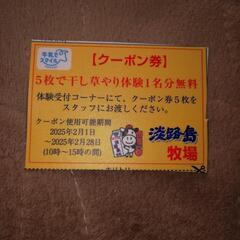 牛乳で
スマイル
【クーポン券】
5枚で干し草やり体験1名分無料
体験受付コーナーにて、クーポン券5枚を
スタッフにお渡しください。
クーポン使用可能期間
2025年2月1日
～2025年2月28日
(10時～15時の間)
淡路島
牧場